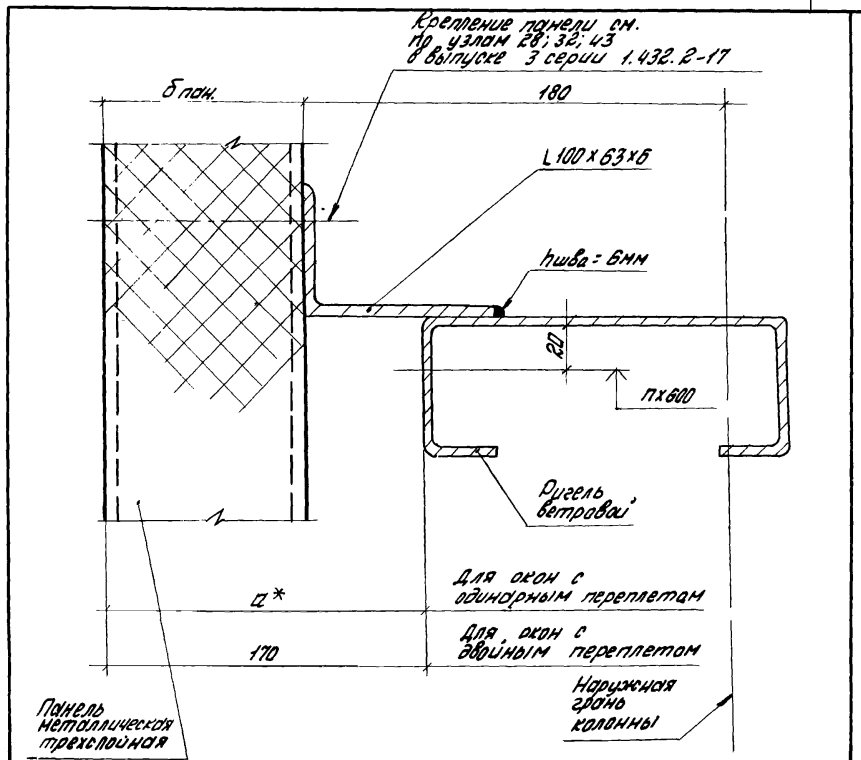 Крепление панели см.
по узлам 28; 32; 43
в выпуске 3 серии 1.432.2-17
δ пан.
180
L 100 x 63 x 6
hшва = 6мм
20
n x 600
Ригель
ветровой
a*
Для окон с
одинарным переплетом
170
Для окон с
двойным переплетом
Панель
металлическая
трехслойная
Наружная
грань
колонны